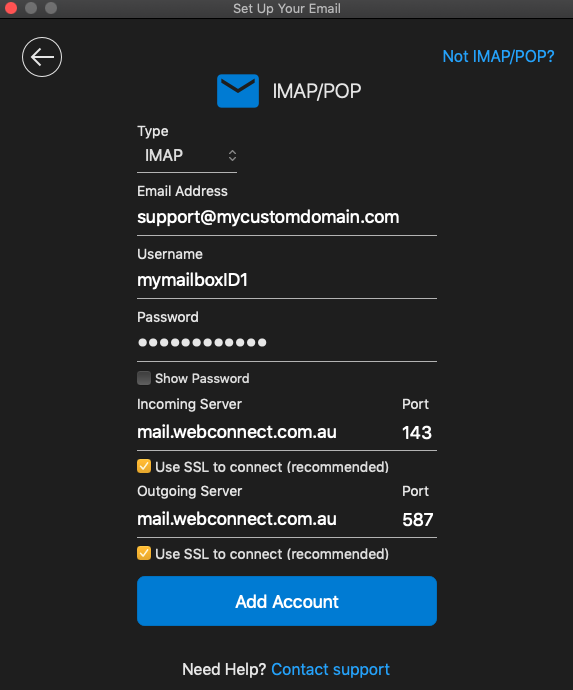 Set Up Your Email
Not IMAP/POP?
IMAP/POP
Type
IMAP
Email Address
support@mycustomdomain.com
Username
mymailboxID1
Password
Show Password
Incoming Server Port
mail.webconnect.com.au 143
Use SSL to connect (recommended)
Outgoing Server Port
mail.webconnect.com.au 587
Use SSL to connect (recommended)
Add Account
Need Help? Contact support